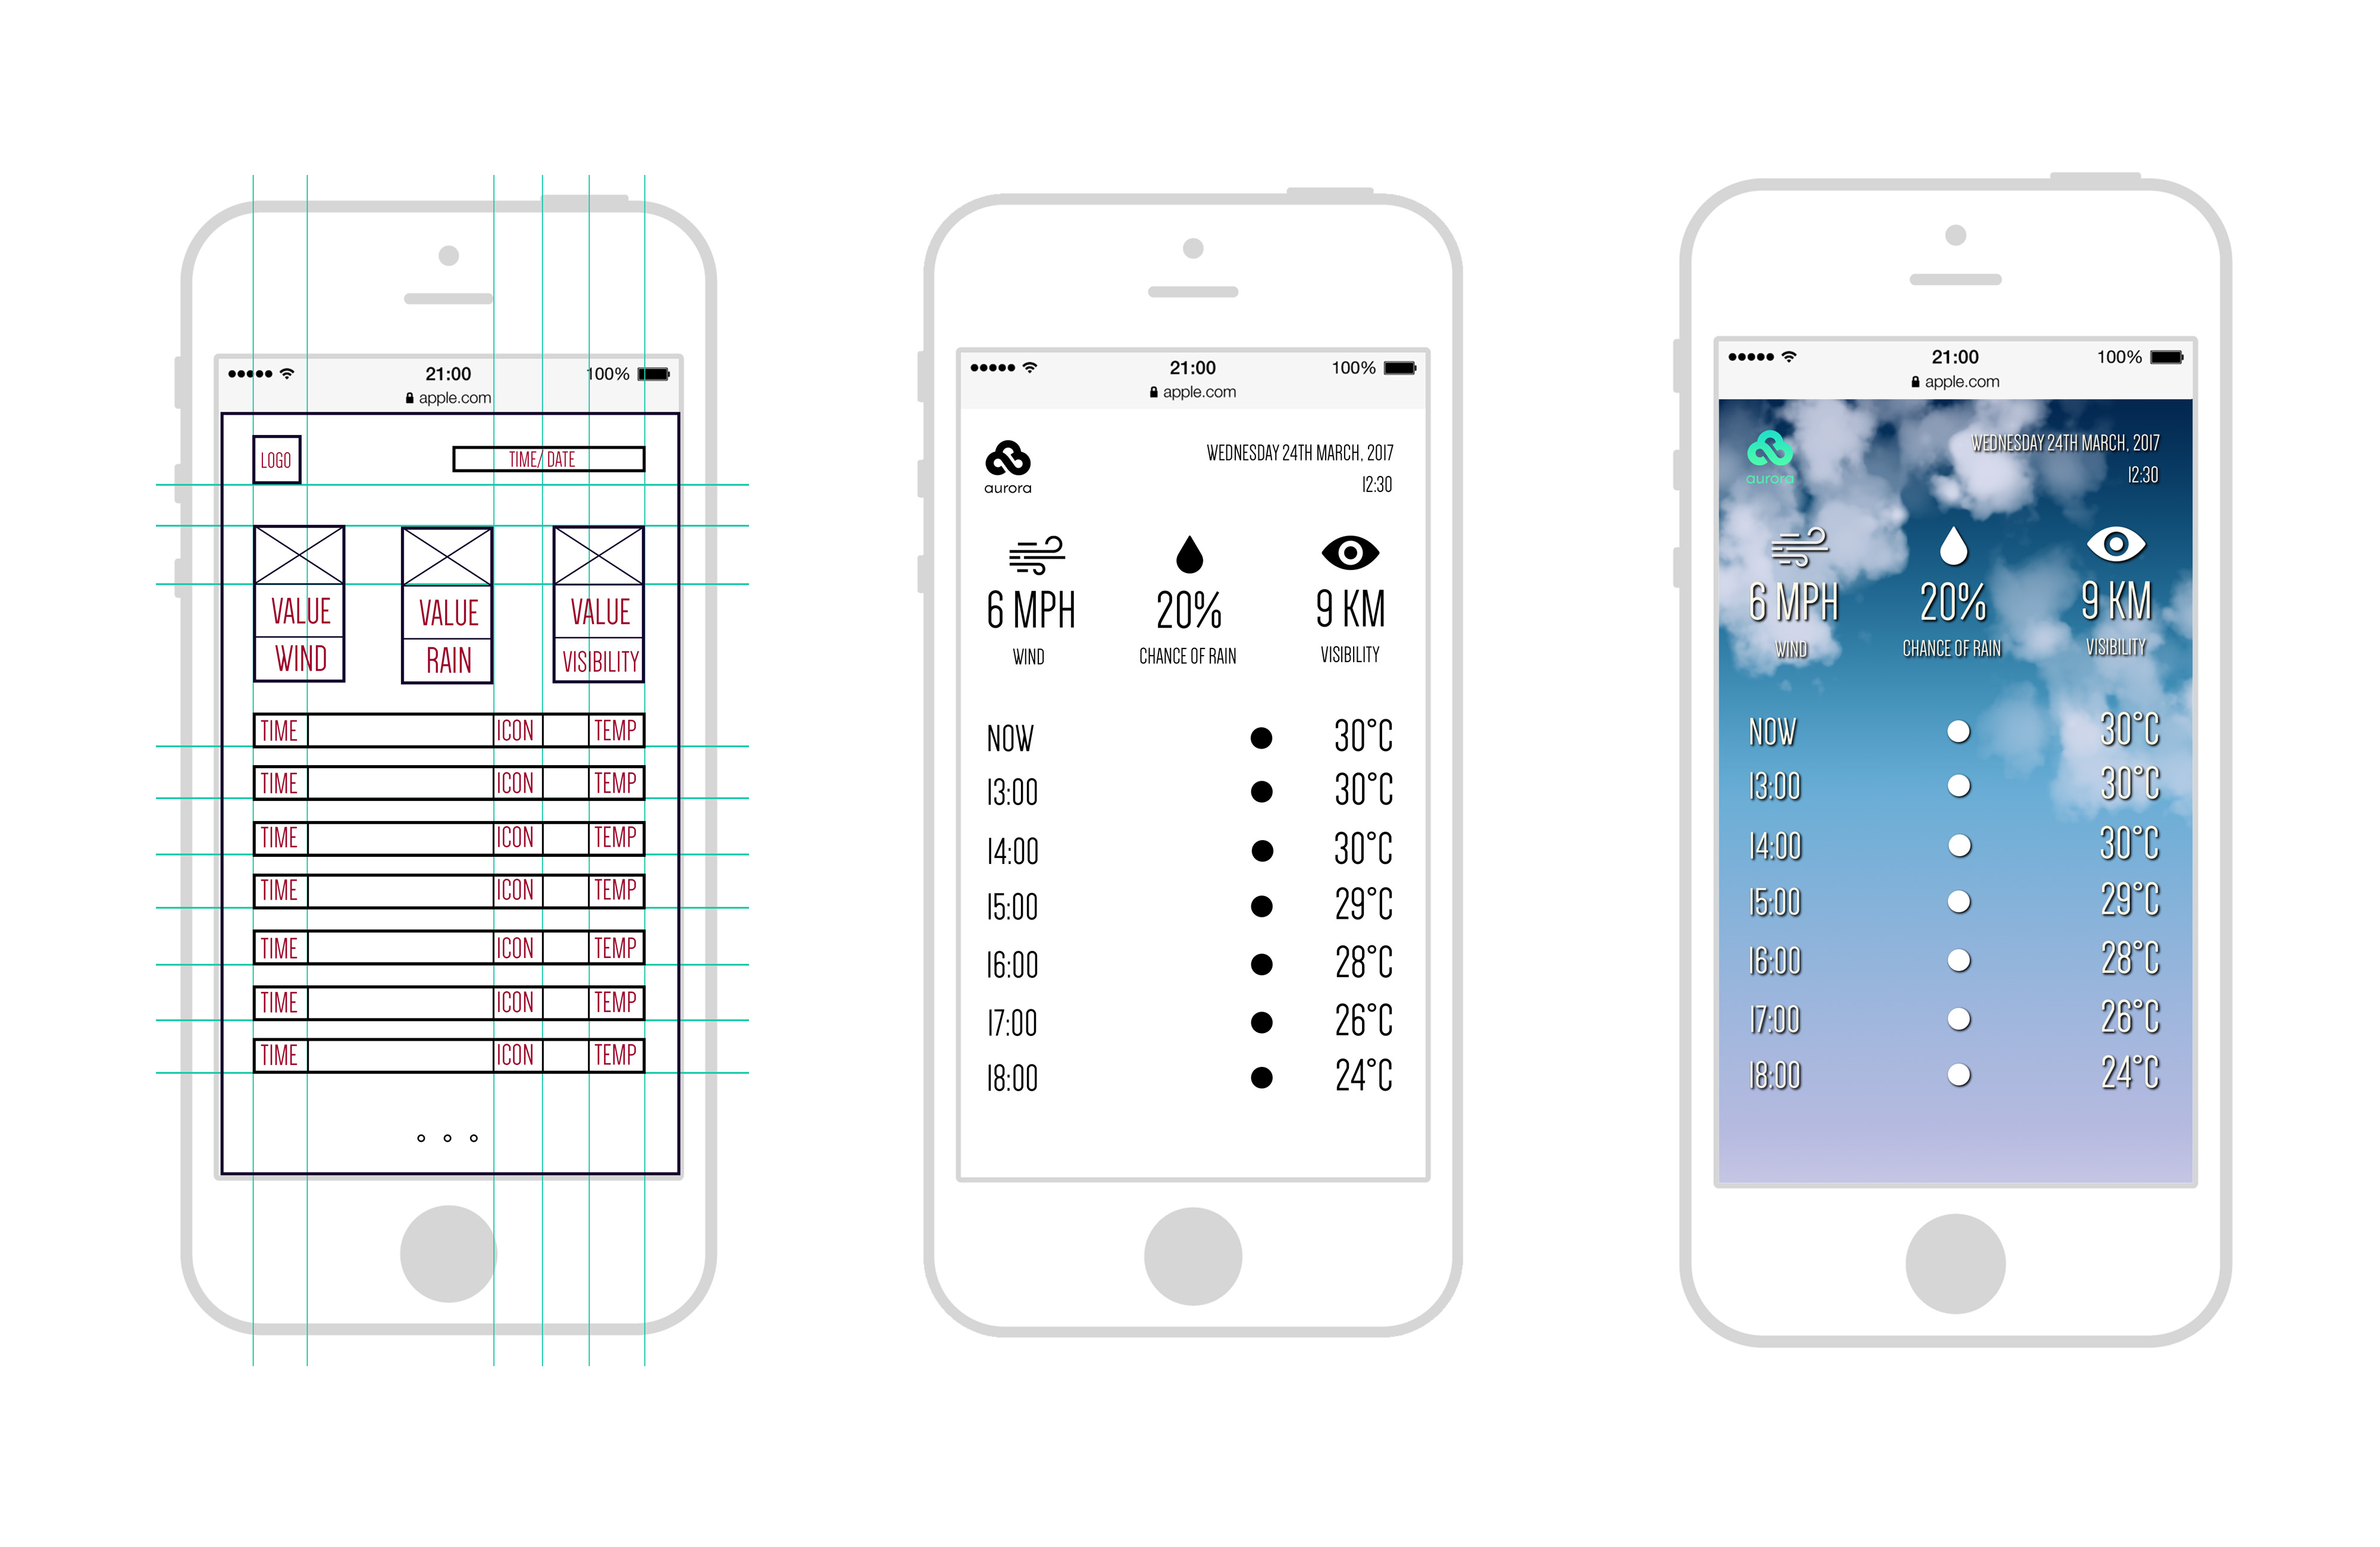 21:00 100%
apple.com
LOGO TIME/ DATE
VALUE VALUE VALUE
WIND RAIN VISIBILITY
TIME ICON TEMP
TIME ICON TEMP
TIME ICON TEMP
TIME ICON TEMP
TIME ICON TEMP
TIME ICON TEMP
TIME ICON TEMP
21:00 100%
apple.com
WEDNESDAY 24TH MARCH, 2017
aurora 12:30
6 MPH 20% 9 KM
WIND CHANCE OF RAIN VISIBILITY
NOW 30°C
13:00 30°C
14:00 30°C
15:00 29°C
16:00 28°C
17:00 26°C
18:00 24°C
21:00 100%
apple.com
WEDNESDAY 24TH MARCH, 2017
aurora 12:30
6 MPH 20% 9 KM
WIND CHANCE OF RAIN VISIBILITY
NOW 30°C
13:00 30°C
14:00 30°C
15:00 29°C
16:00 28°C
17:00 26°C
18:00 24°C